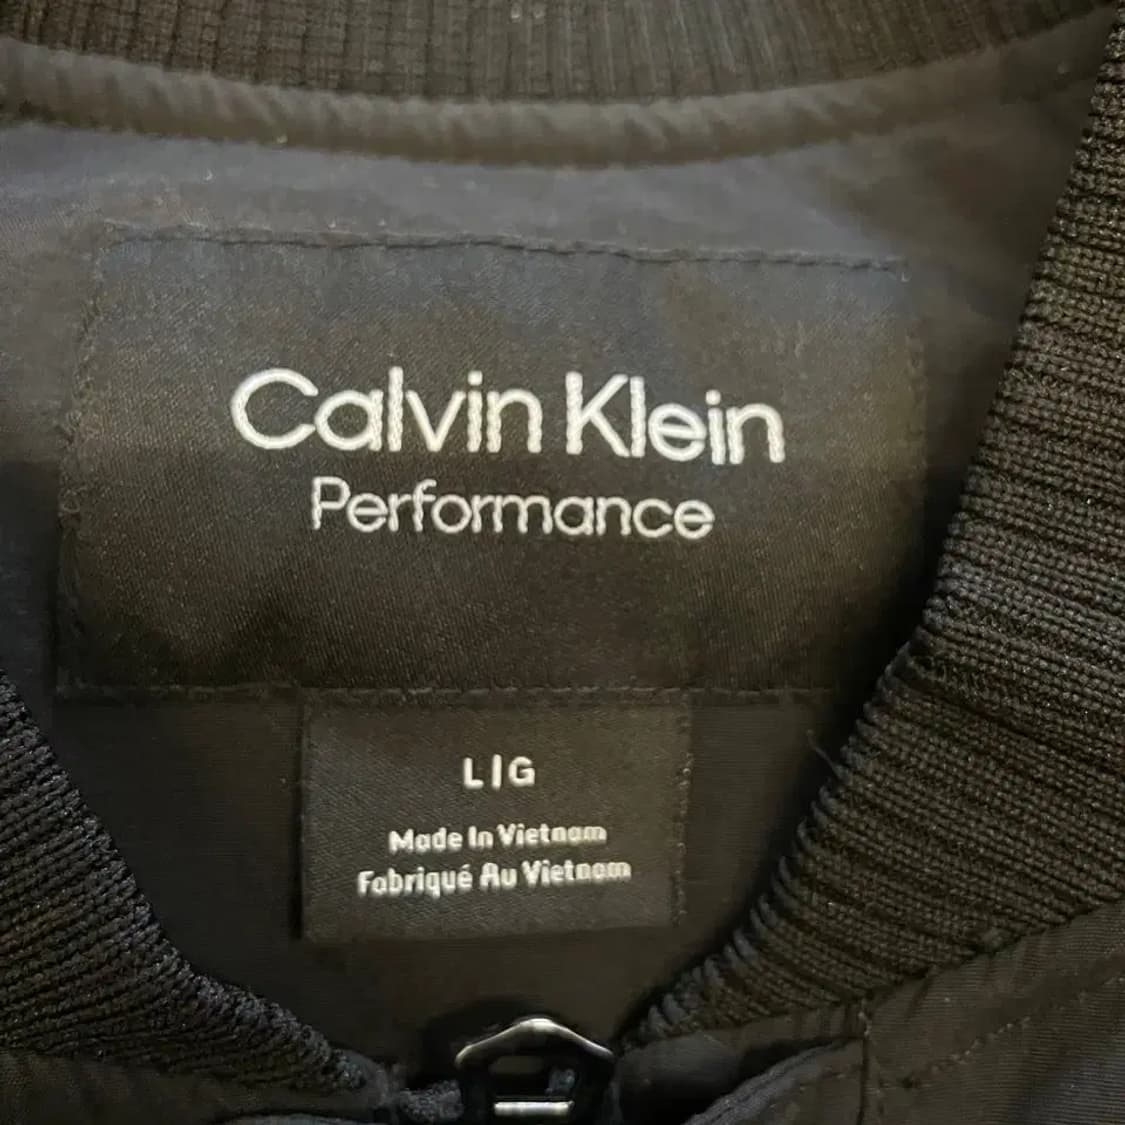 Calvin Klein
Performance
L|G
Made In Vietnam
Fabriqué Au Vietnam